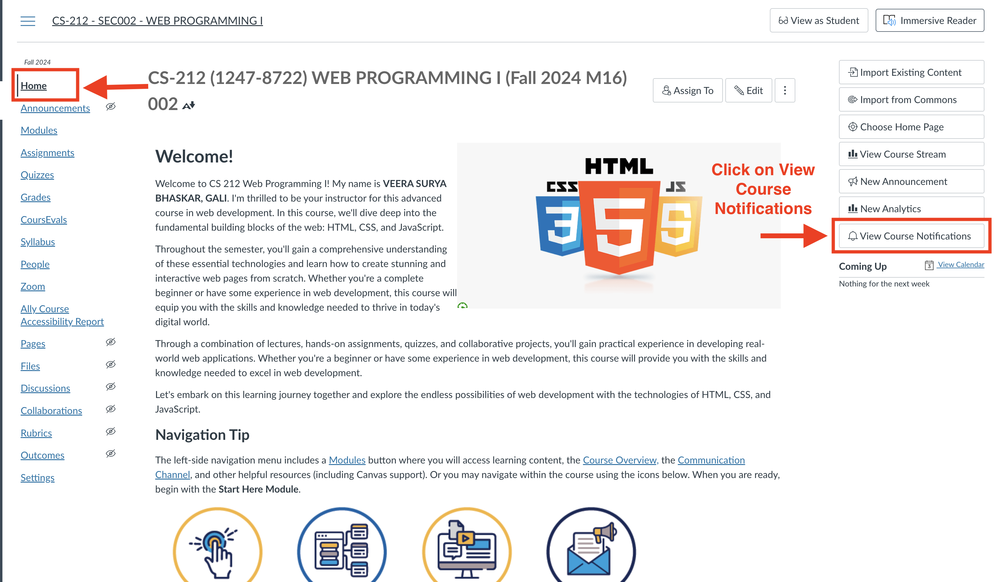 CS-212 - SEC002 - WEB PROGRAMMING I
View as Student
Immersive Reader
Fall 2024
Home
Announcements
Modules
Assignments
Quizzes
Grades
CoursEvals
Syllabus
People
Zoom
Ally Course
Accessibility Report
Pages
Files
Discussions
Collaborations
Rubrics
Outcomes
Settings
CS-212 (1247-8722) WEB PROGRAMMING I (Fall 2024 M16)
002
Assign To
Edit
Welcome!
Welcome to CS 212 Web Programming I! My name is VEERA SURYA
BHASKAR, GALI. I'm thrilled to be your instructor for this advanced
course in web development. In this course, we'll dive deep into the
fundamental building blocks of the web: HTML, CSS, and JavaScript.
Throughout the semester, you'll gain a comprehensive understanding
of these essential technologies and learn how to create stunning and
interactive web pages from scratch. Whether you're a complete
beginner or have some experience in web development, this course will
equip you with the skills and knowledge needed to thrive in today's
digital world.
HTML
CSS
JS
3
5
5
Click on View
Course
Notifications
Through a combination of lectures, hands-on assignments, quizzes, and collaborative projects, you'll gain practical experience in developing real-
world web applications. Whether you're a beginner or have some experience in web development, this course will provide you with the skills and
knowledge needed to excel in web development.
Let's embark on this learning journey together and explore the endless possibilities of web development with the technologies of HTML, CSS, and
JavaScript.
Navigation Tip
The left-side navigation menu includes a Modules button where you will access learning content, the Course Overview, the Communication
Channel, and other helpful resources (including Canvas support). Or you may navigate within the course using the icons below. When you are ready,
begin with the Start Here Module.
Import Existing Content
Import from Commons
Choose Home Page
View Course Stream
New Announcement
New Analytics
View Course Notifications
Coming Up
3 View Calendar
Nothing for the next week